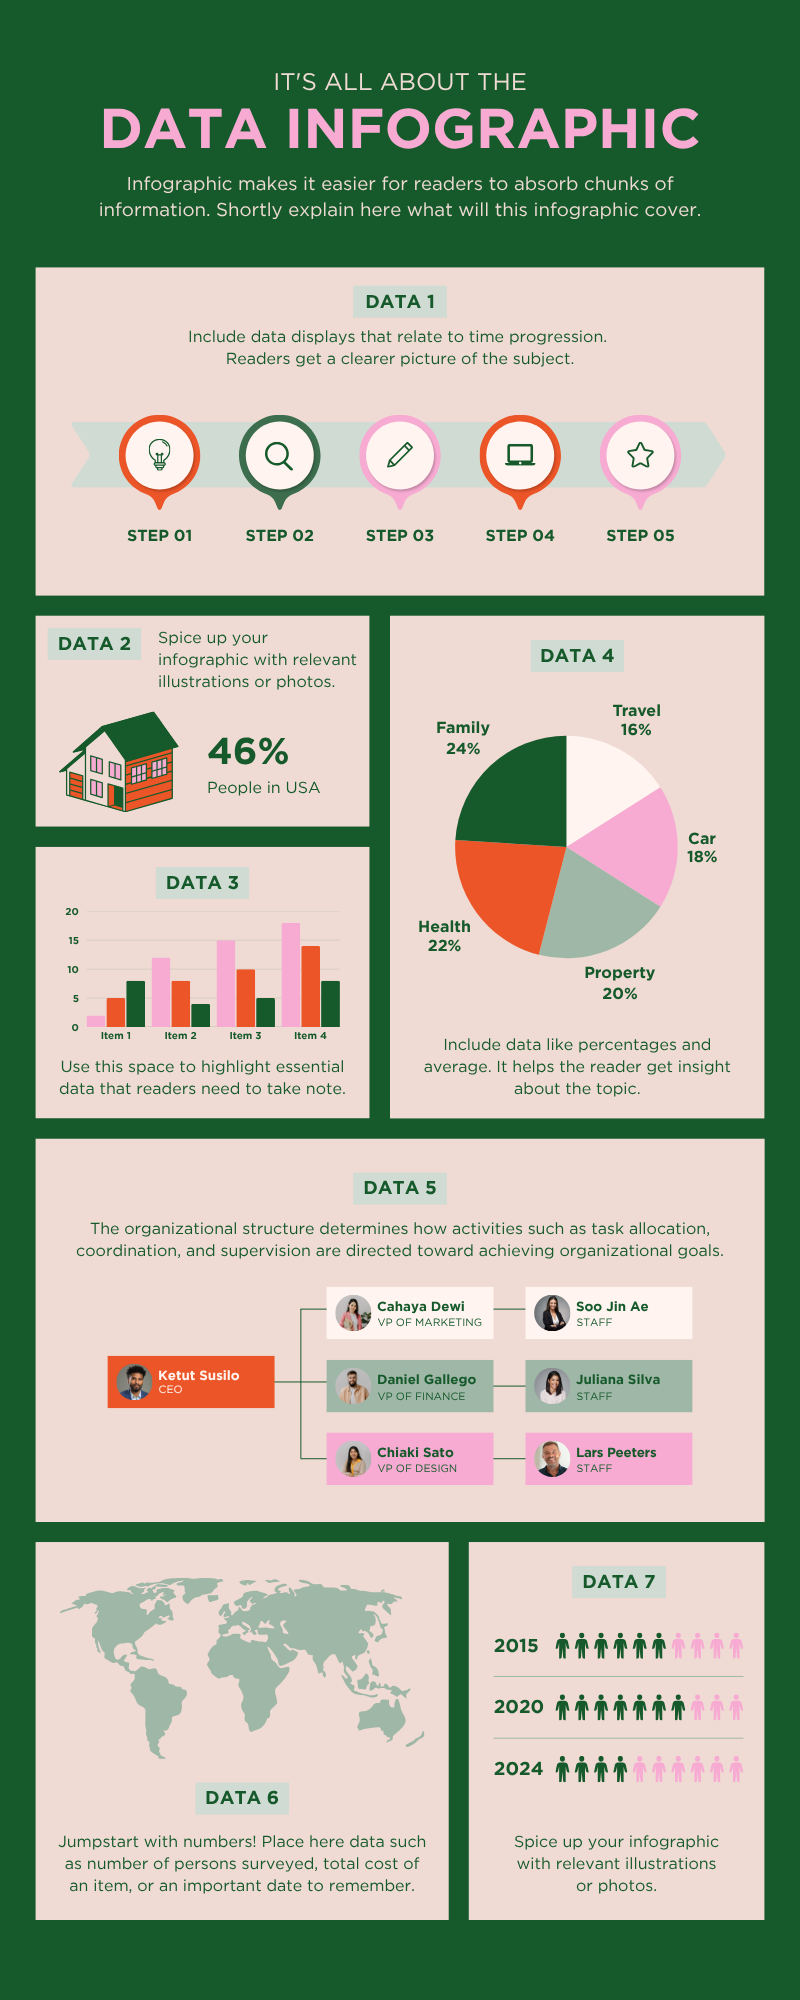 IT'S ALL ABOUT THE
DATA INFOGRAPHIC
Infographic makes it easier for readers to absorb chunks of
information. Shortly explain here what will this infographic cover.
DATA 1
Include data displays that relate to time progression.
Readers get a clearer picture of the subject.
STEP 01
STEP 02
STEP 03
STEP 04
STEP 05
DATA 2
Spice up your
infographic with relevant
illustrations or photos.
46%
People in USA
DATA 3
20
15
10
5
0
Item 1
Item 2
Item 3
Item 4
Use this space to highlight essential
data that readers need to take note.
DATA 4
Travel
16%
Family
24%
Car
18%
Health
22%
Property
20%
Include data like percentages and
average. It helps the reader get insight
about the topic.
DATA 5
The organizational structure determines how activities such as task allocation,
coordination, and supervision are directed toward achieving organizational goals.
Ketut Susilo
CEO
Cahaya Dewi
VP OF MARKETING
Soo Jin Ae
STAFF
Daniel Gallego
VP OF FINANCE
Juliana Silva
STAFF
Chiaki Sato
VP OF DESIGN
Lars Peeters
STAFF
DATA 6
Jumpstart with numbers! Place here data such
as number of persons surveyed, total cost of
an item, or an important date to remember.
DATA 7
2015
2020
2024
Spice up your infographic
with relevant illustrations
or photos.